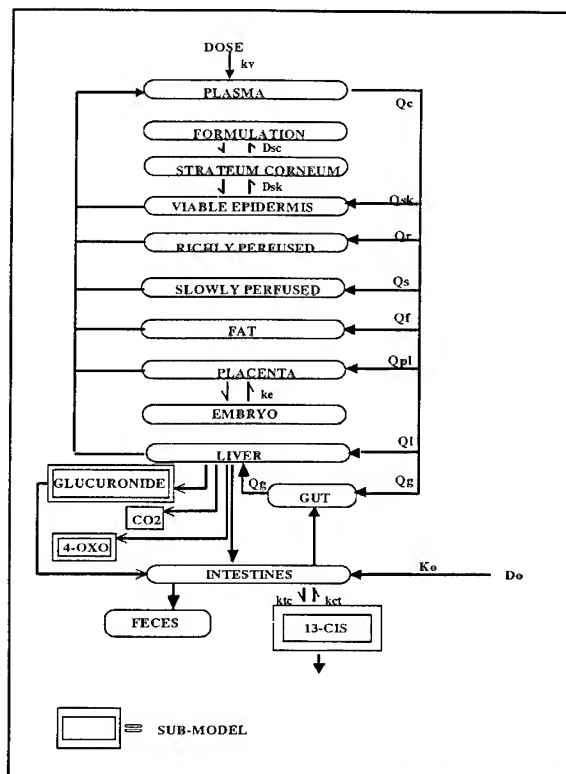 DOSE
kv
PLASMA
Qc
FORMULATION
Dsc
STRATEUM CORNEUM
Dsk
Qsk
VIABLE EPIDERMIS
Qr
RICHLY PERFUSED
Qs
SLOWLY PERFUSED
Qf
FAT
Qpl
PLACENTA
ke
EMBRYO
Ql
LIVER
GLUCURONIDE
Qg
Qg
GUT
CO2
4-OXO
Ko
INTESTINES
Do
ktc
kct
FECES
13-CIS
= SUB-MODEL